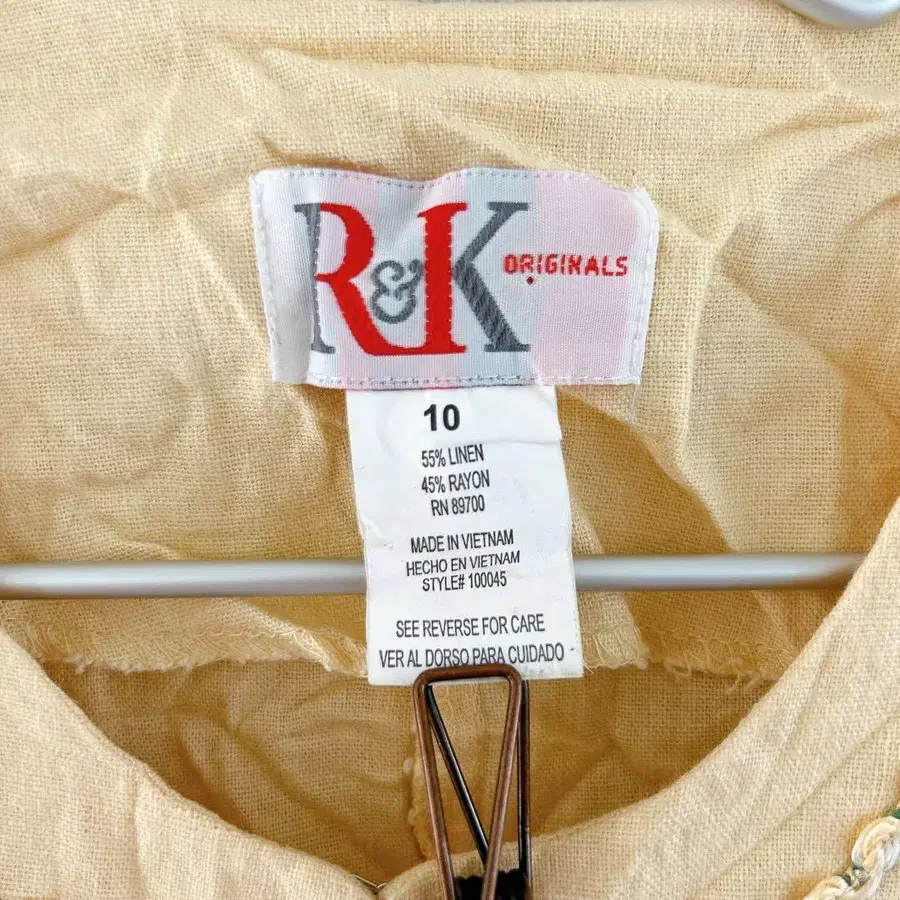 R&K ORIGINALS
10
55% LINEN
45% RAYON
RN 89700
MADE IN VIETNAM
HECHO EN VIETNAM
STYLE# 100045
SEE REVERSE FOR CARE
VER AL DORSO PARA CUIDADO